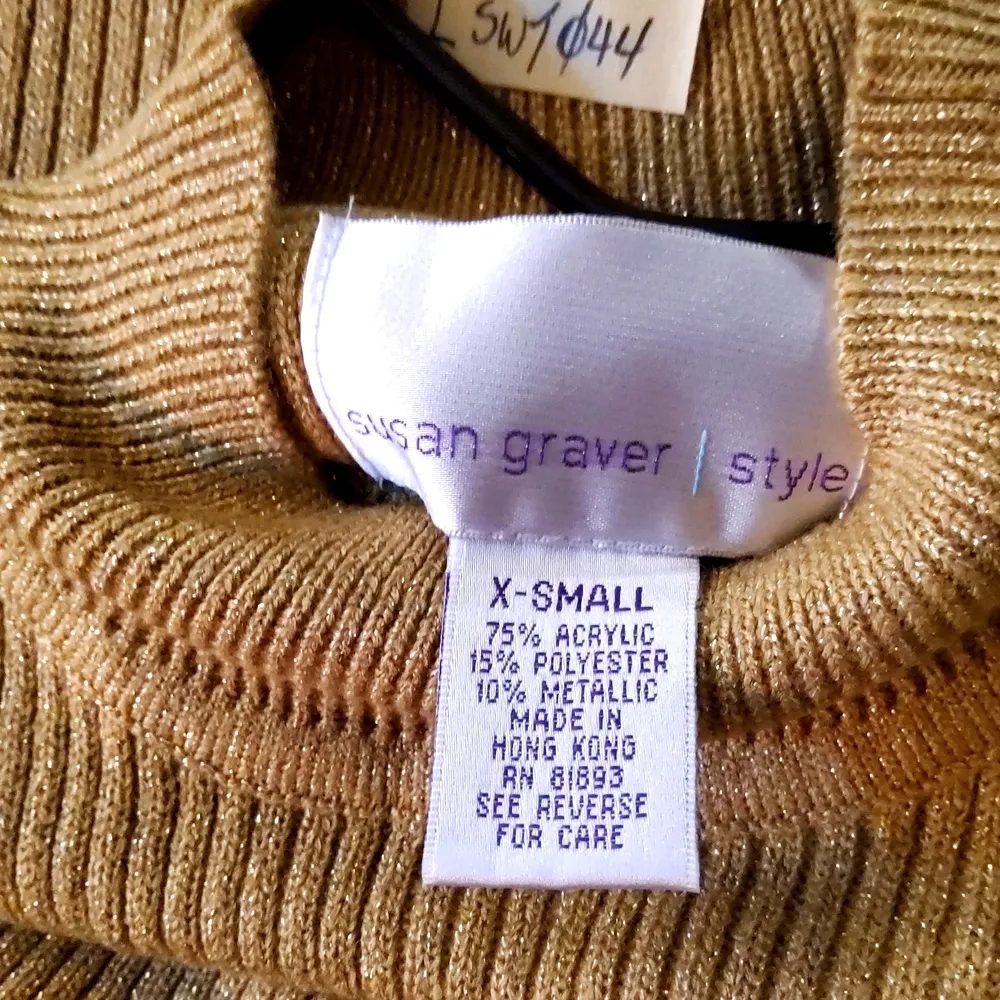 L SW1044
susan graver | style
X-SMALL
75% ACRYLIC
15% POLYESTER
10% METALLIC
MADE IN
HONG KONG
RN 81893
SEE REVERSE
FOR CARE